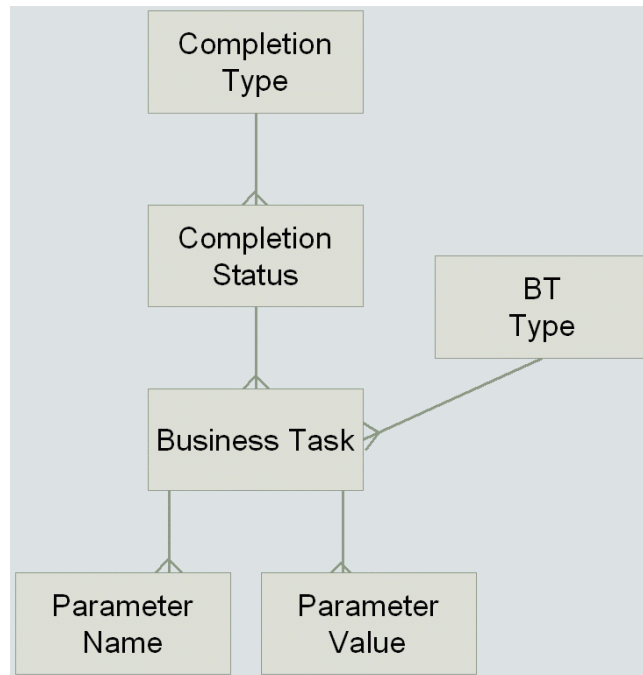 Completion
Type
Completion
Status
BT
Type
Business Task
Parameter
Name
Parameter
Value